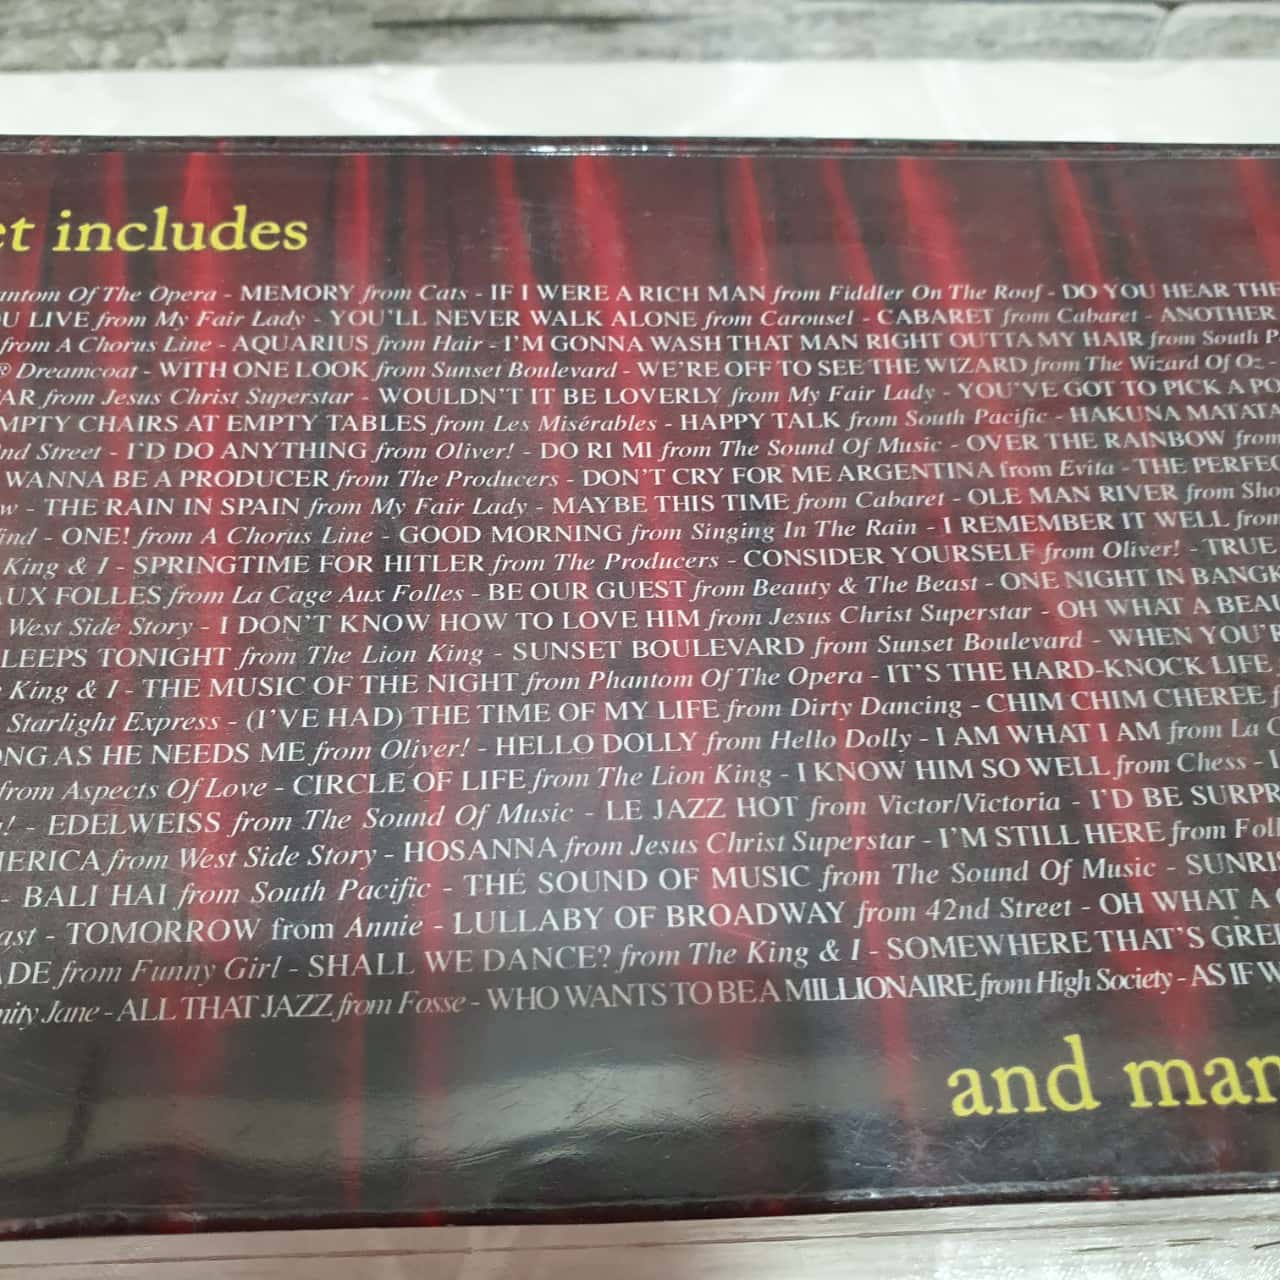 et includes
antom Of The Opera - MEMORY from Cats - IF I WERE A RICH MAN from Fiddler On The Roof - DO YOU HEAR THE
OU LIVE from My Fair Lady - YOU'LL NEVER WALK ALONE from Carousel - CABARET from Cabaret - ANOTHER
from A Chorus Line - AQUARIUS from Hair - I'M GONNA WASH THAT MAN RIGHT OUTTA MY HAIR from South P
® Dreamcoat - WITH ONE LOOK from Sunset Boulevard - WE'RE OFF TO SEE THE WIZARD from The Wizard Of Oz -
AR from Jesus Christ Superstar - WOULDN'T IT BE LOVERLY from My Fair Lady - YOU'VE GOT TO PICK A PO
MPTY CHAIRS AT EMPTY TABLES from Les Misérables - HAPPY TALK from South Pacific - HAKUNA MATATA
nd Street - I'D DO ANYTHING from Oliver! - DO RI MI from The Sound Of Music - OVER THE RAINBOW from
WANNA BE A PRODUCER from The Producers - DON'T CRY FOR ME ARGENTINA from Evita - THE PERFEC
w - THE RAIN IN SPAIN from My Fair Lady - MAYBE THIS TIME from Cabaret - OLE MAN RIVER from Sho
ind - ONE! from A Chorus Line - GOOD MORNING from Singing In The Rain - I REMEMBER IT WELL from
King & I - SPRINGTIME FOR HITLER from The Producers - CONSIDER YOURSELF from Oliver! - TRUE
AUX FOLLES from La Cage Aux Folles - BE OUR GUEST from Beauty & The Beast - ONE NIGHT IN BANGK
West Side Story - I DON'T KNOW HOW TO LOVE HIM from Jesus Christ Superstar - OH WHAT A BEAU
LEEPS TONIGHT from The Lion King - SUNSET BOULEVARD from Sunset Boulevard - WHEN YOU'R
King & I - THE MUSIC OF THE NIGHT from Phantom Of The Opera - IT'S THE HARD-KNOCK LIFE
Starlight Express - (I'VE HAD) THE TIME OF MY LIFE from Dirty Dancing - CHIM CHIM CHEREE f
ONG AS HE NEEDS ME from Oliver! - HELLO DOLLY from Hello Dolly - I AM WHAT I AM from La C
from Aspects Of Love - CIRCLE OF LIFE from The Lion King - I KNOW HIM SO WELL from Chess - I
! - EDELWEISS from The Sound Of Music - LE JAZZ HOT from Victor/Victoria - I'D BE SURPR
MERICA from West Side Story - HOSANNA from Jesus Christ Superstar - I'M STILL HERE from Foll
- BALI HAI from South Pacific - THE SOUND OF MUSIC from The Sound Of Music - SUNRIS
ast - TOMORROW from Annie - LULLABY OF BROADWAY from 42nd Street - OH WHAT A C
ADE from Funny Girl - SHALL WE DANCE? from The King & I - SOMEWHERE THAT'S GREE
mity Jane - ALL THAT JAZZ from Fosse - WHO WANTS TO BE A MILLIONAIRE from High Society - AS IF W
and man